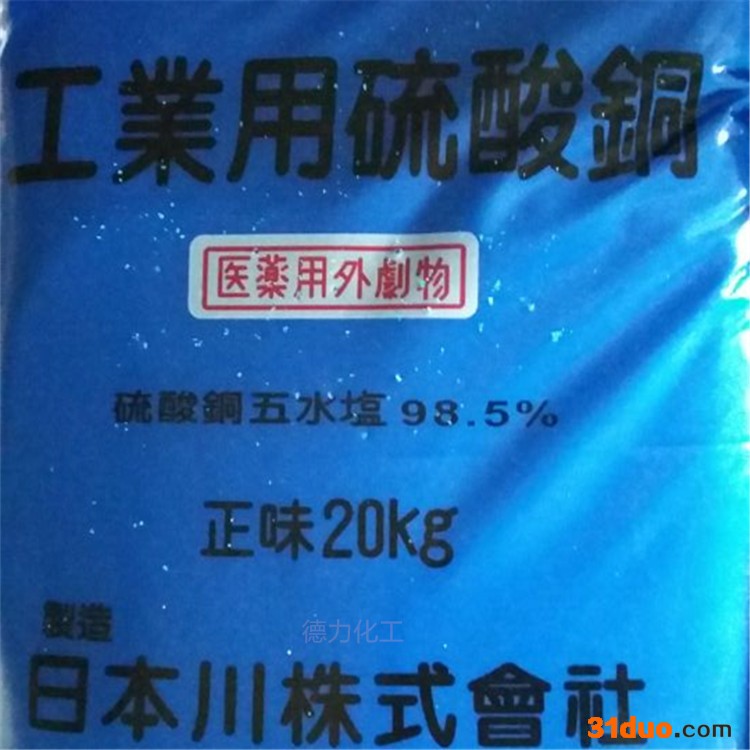 工業用硫酸銅
医薬用外劇物
硫酸銅五水塩 98.5%
正味20kg
製造
德力化工
日本川株式會社
31duo.com